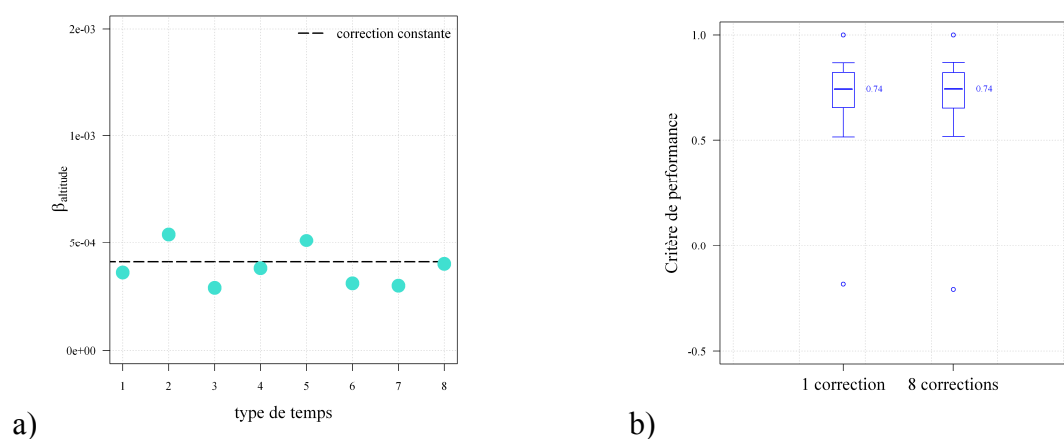 2e-03
1e-03
5e-04
0e+00
βaltitude
correction constante
1 2 3 4 5 6 7 8
type de temps
a)
1.0
0.5
0.0
-0.5
Critère de performance
0.74
0.74
1 correction
8 corrections
b)